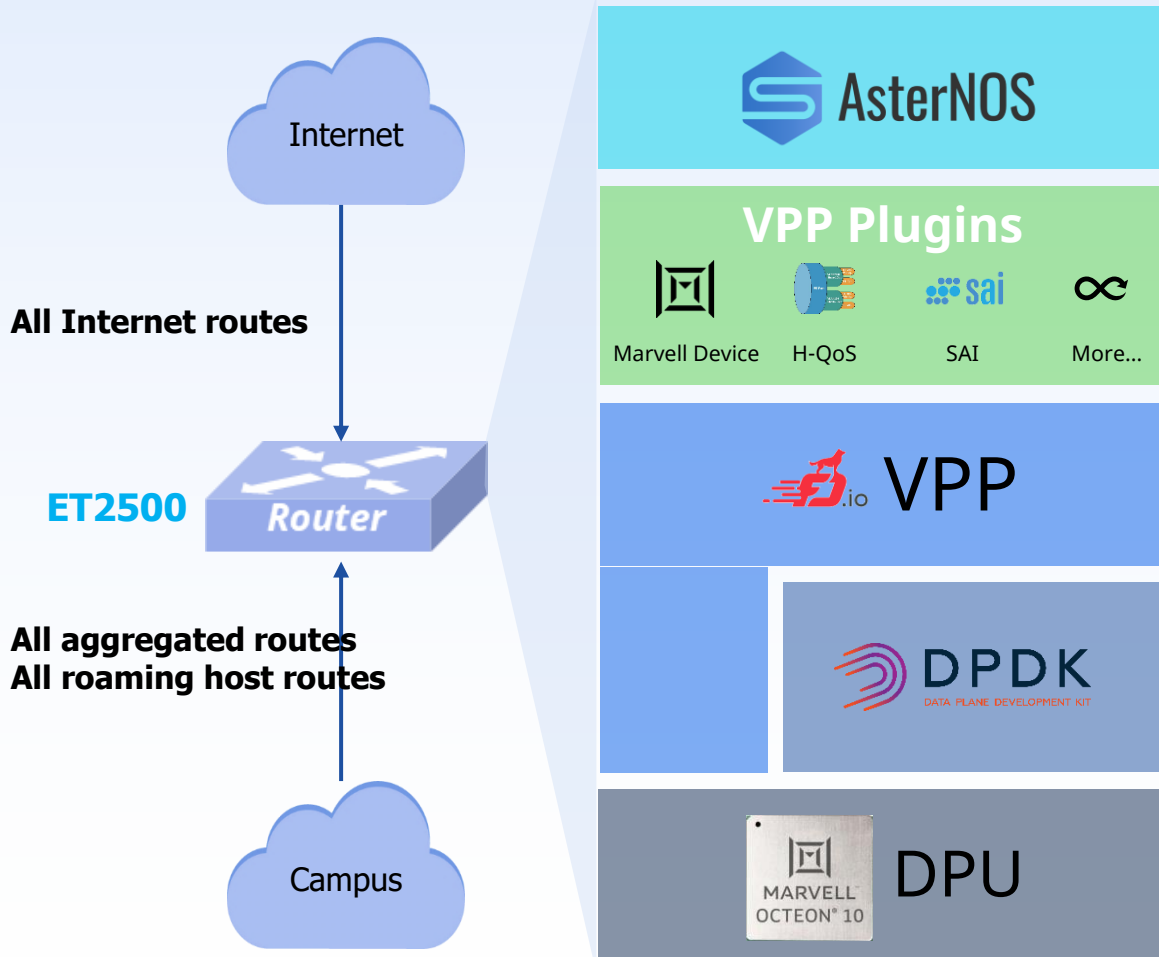 Internet
All Internet routes
ET2500
Router
All aggregated routes
All roaming host routes
Campus
AsterNOS
VPP Plugins
Marvell Device
H-QoS
sai
SAI
More...
FD.io VPP
DPDK
DATA PLANE DEVELOPMENT KIT
MARVELL
OCTEON® 10
DPU